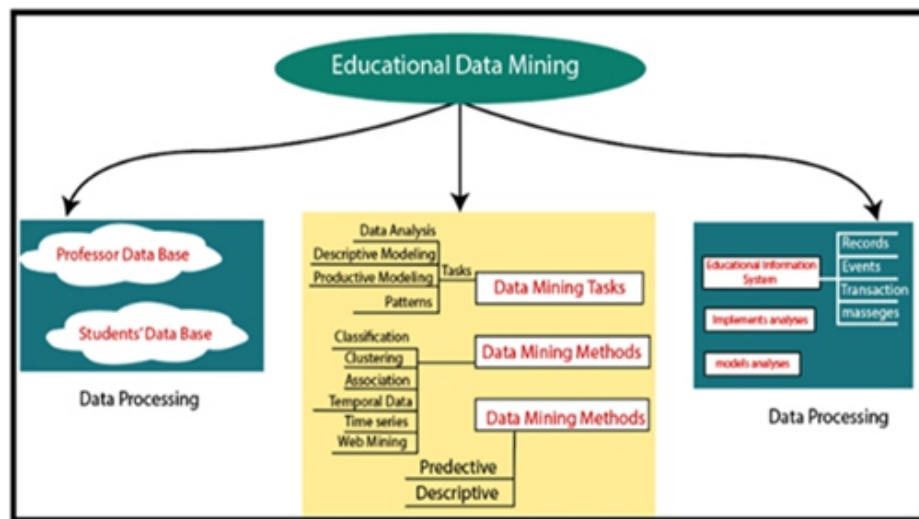 Educational Data Mining
Professor Data Base
Students' Data Base
Data Processing
Data Analysis
Descriptive Modeling
Productive Modeling
Patterns
Tasks
Data Mining Tasks
Classification
Clustering
Association
Temporal Data
Time series
Web Mining
Data Mining Methods
Data Mining Methods
Predective
Descriptive
Educational Information
System
Records
Events
Transaction
masseges
Implements analyses
models analyses
Data Processing